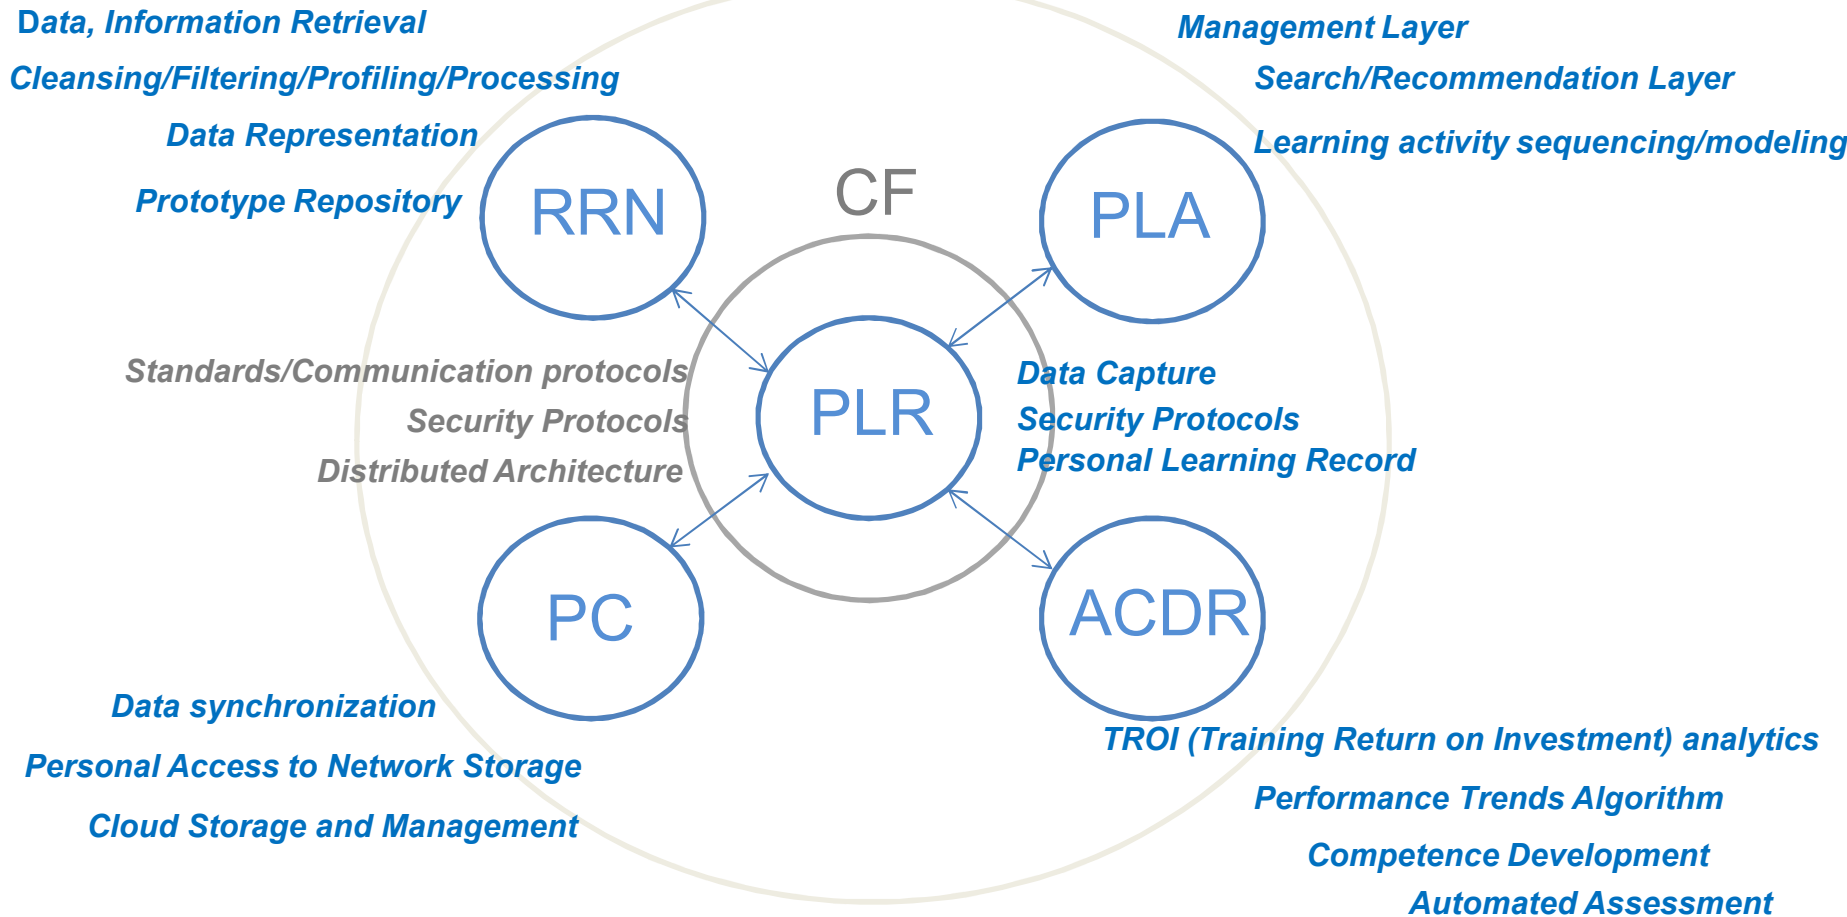 Data, Information Retrieval
Cleansing/Filtering/Profiling/Processing
Data Representation
Prototype Repository
RRN
CF
Management Layer
Search/Recommendation Layer
Learning activity sequencing/modeling
PLA
Standards/Communication protocols
Security Protocols
Distributed Architecture
PLR
Data Capture
Security Protocols
Personal Learning Record
PC
Data synchronization
Personal Access to Network Storage
Cloud Storage and Management
ACDR
TROI (Training Return on Investment) analytics
Performance Trends Algorithm
Competence Development
Automated Assessment